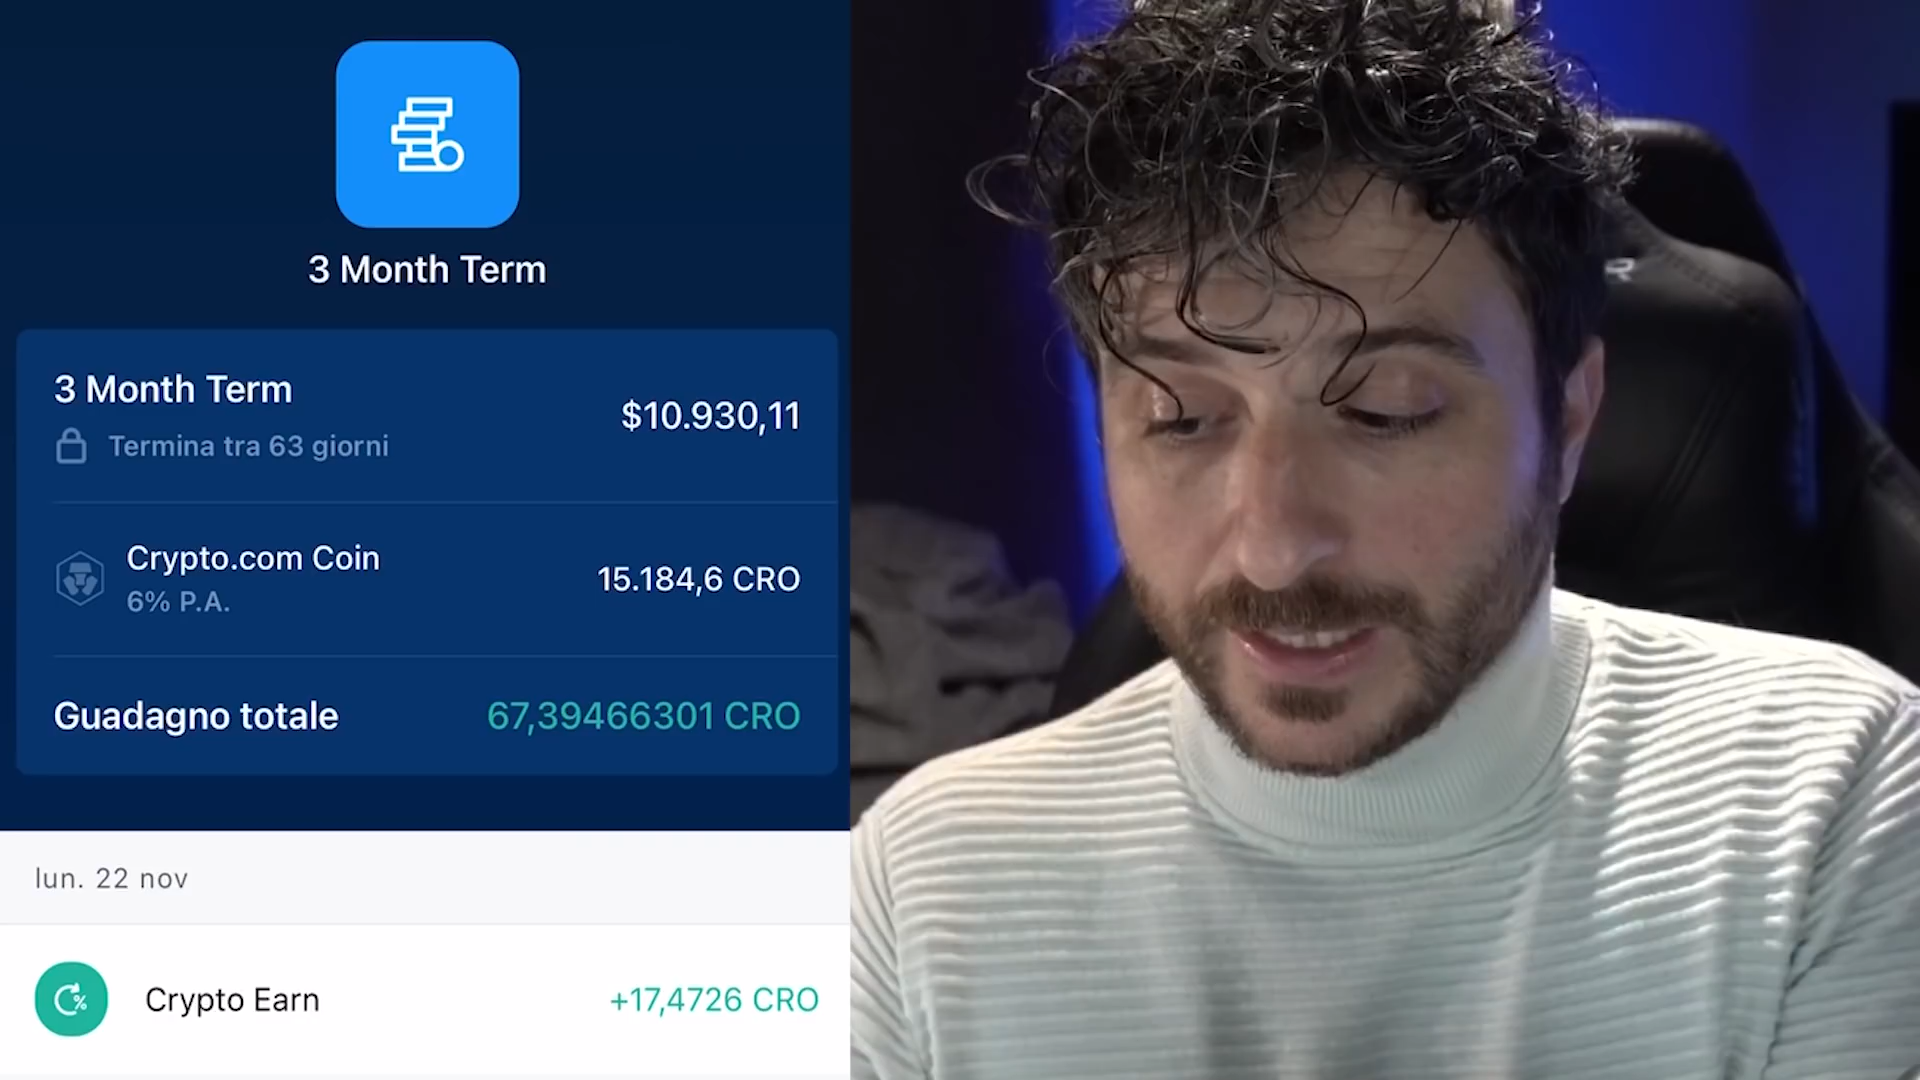 3 Month Term
3 Month Term
$10.930,11
Termina tra 63 giorni
Crypto.com Coin
15.184,6 CRO
6% P.A.
Guadagno totale
67,39466301 CRO
lun. 22 nov
Crypto Earn
+17,4726 CRO